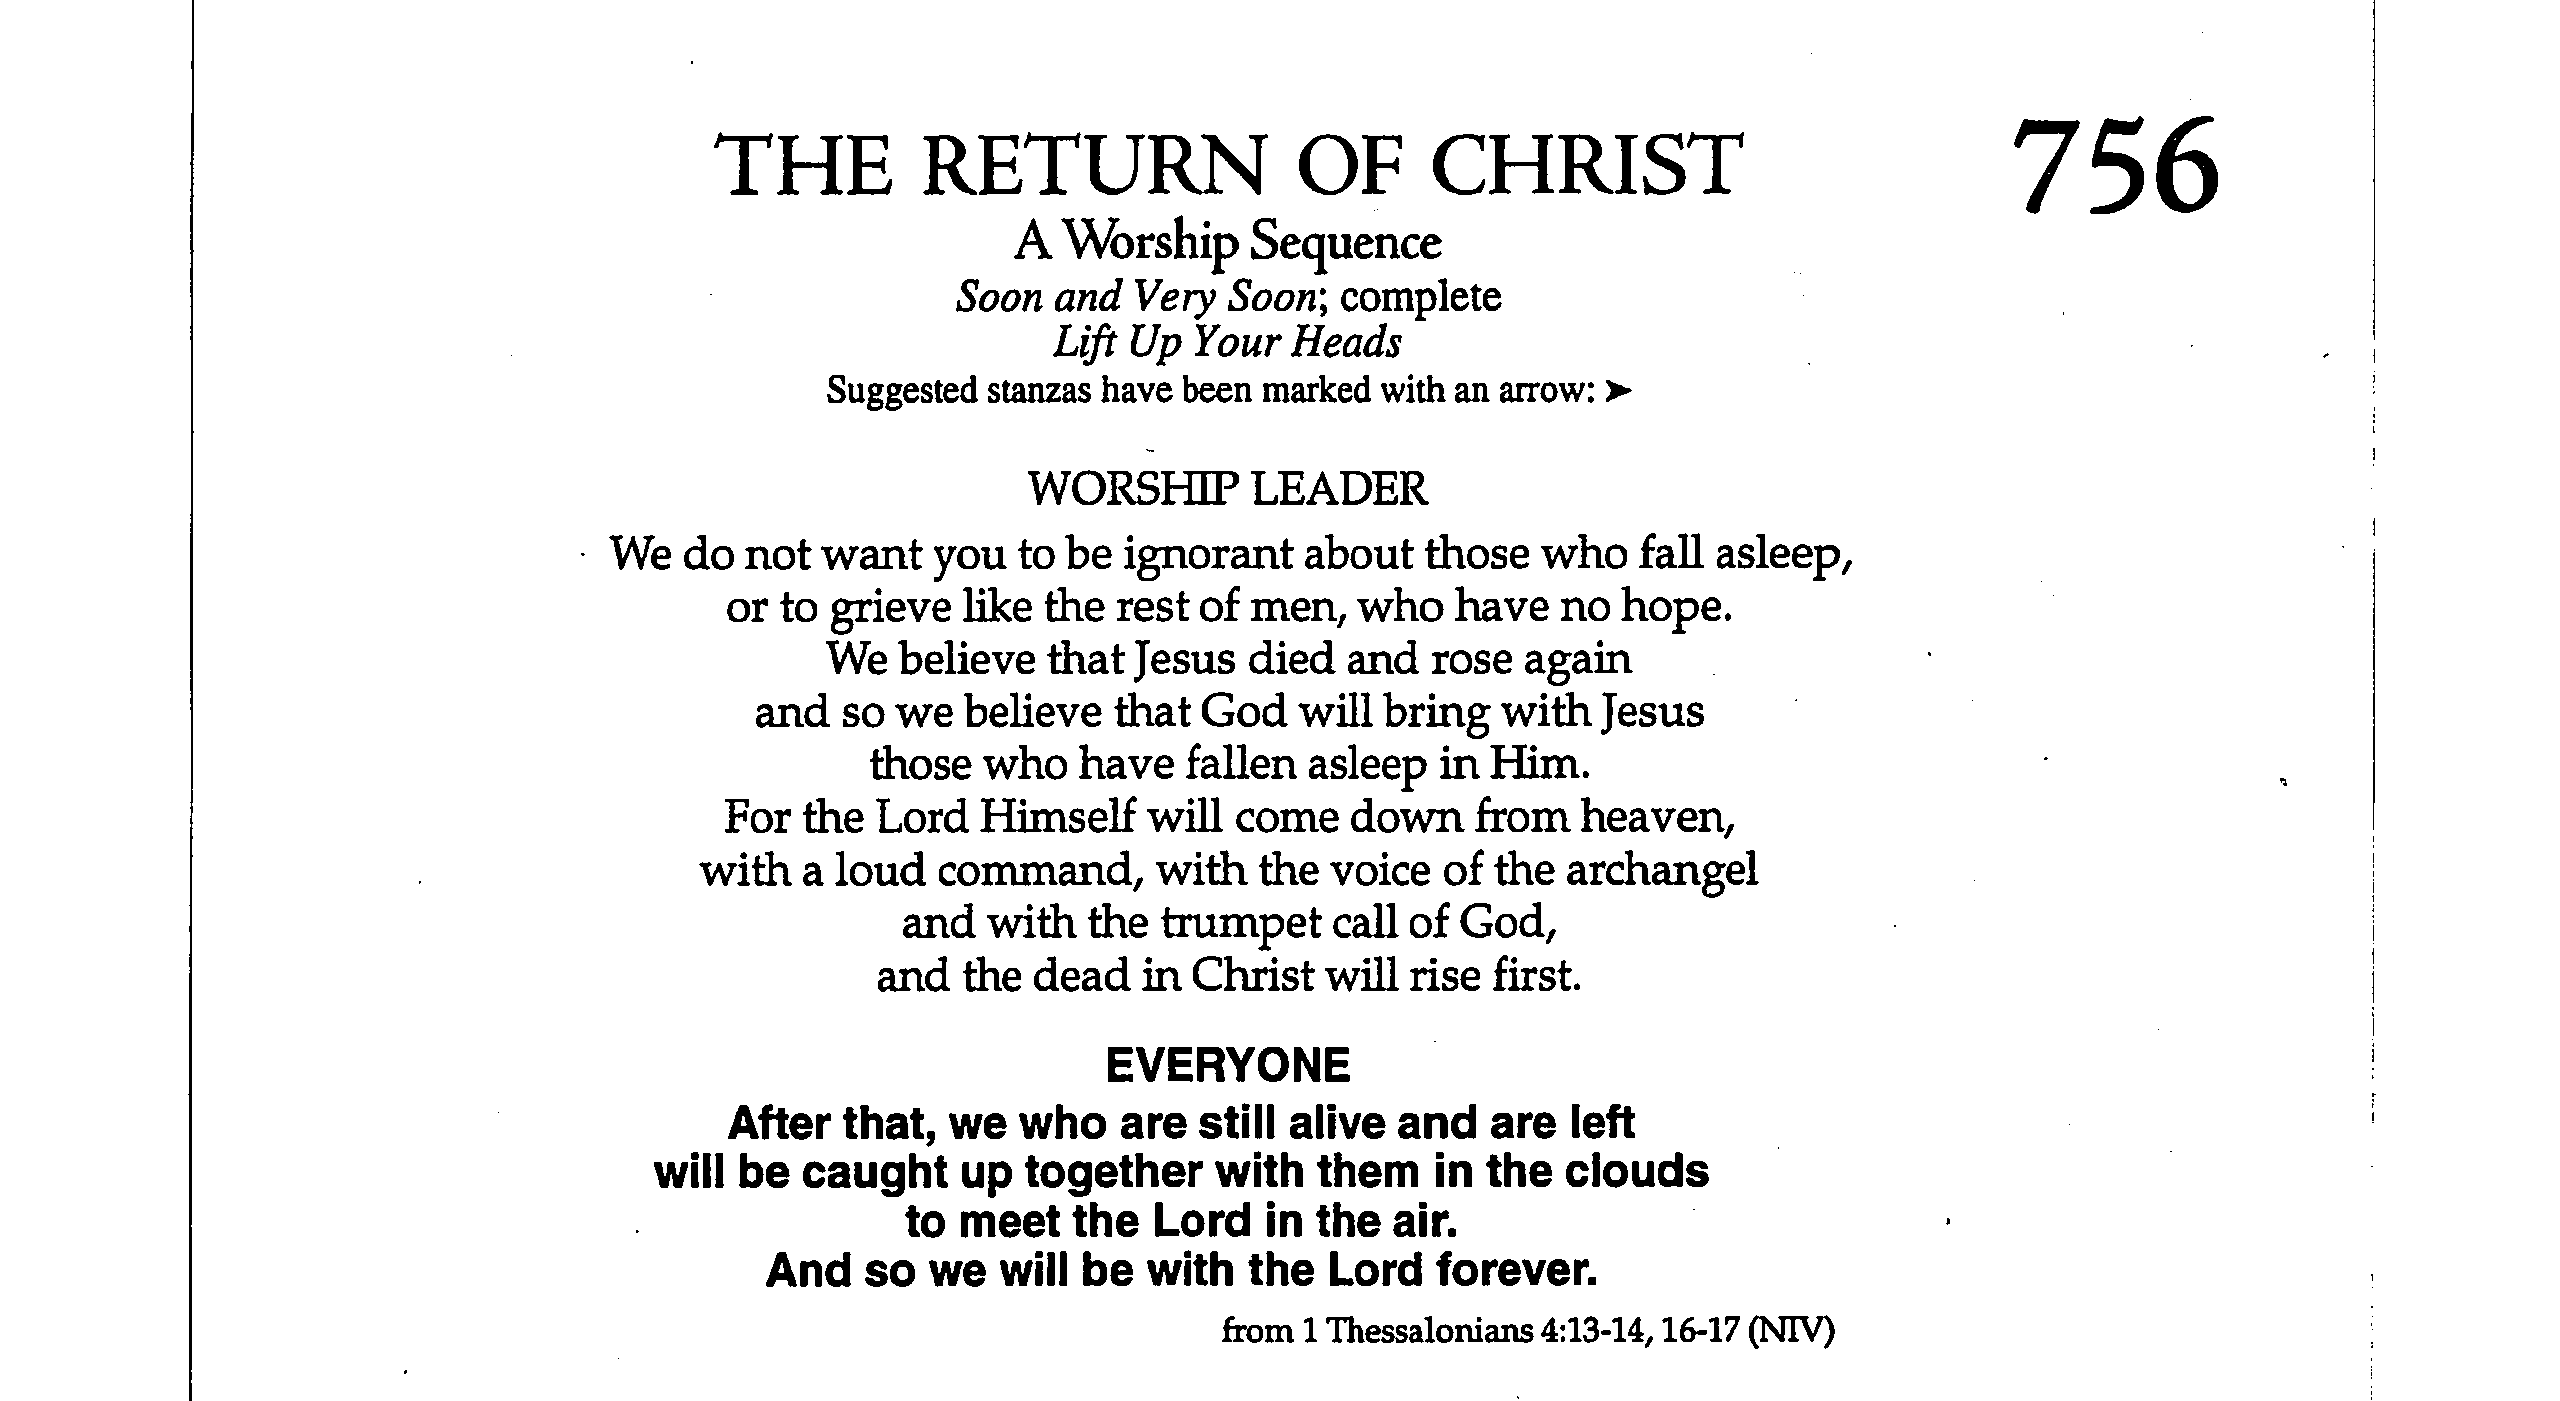 THE RETURN OF CHRIST
756
A Worship Sequence
Soon and Very Soon; complete
Lift Up Your Heads
Suggested stanzas have been marked with an arrow: ➤
WORSHIP LEADER
We do not want you to be ignorant about those who fall asleep,
or to grieve like the rest of men, who have no hope.
We believe that Jesus died and rose again
and so we believe that God will bring with Jesus
those who have fallen asleep in Him.
For the Lord Himself will come down from heaven,
with a loud command, with the voice of the archangel
and with the trumpet call of God,
and the dead in Christ will rise first.
EVERYONE
After that, we who are still alive and are left
will be caught up together with them in the clouds
to meet the Lord in the air.
And so we will be with the Lord forever.
from 1 Thessalonians 4:13-14, 16-17 (NIV)